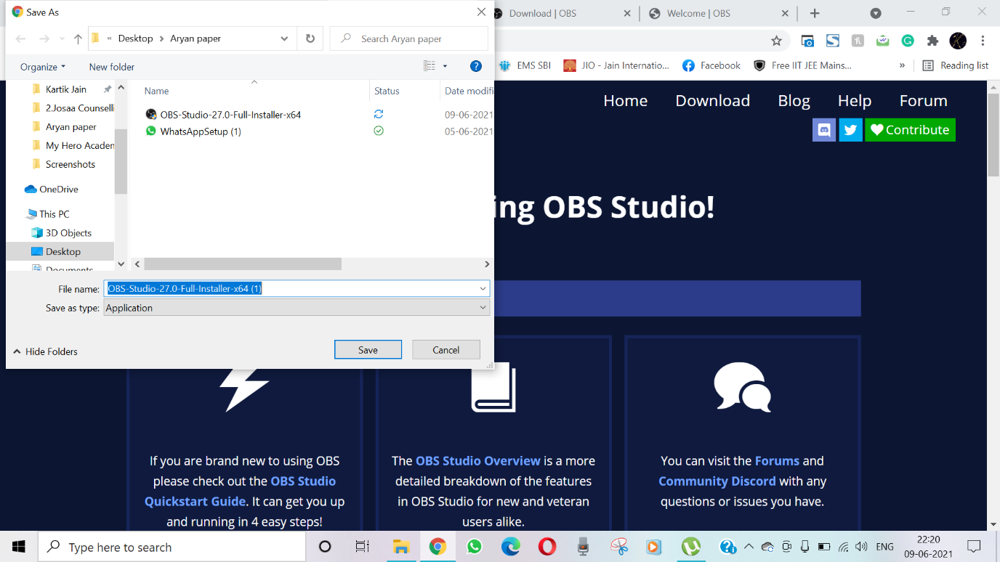 Save As
Download | OBS
Welcome | OBS
« Desktop > Aryan paper
Search Aryan paper
Organize
New folder
EMS SBI
JIO - Jain Internatio...
Facebook
Free IIT JEE Mains...
»
Reading list
Kartik Jain
2.Josaa Counselli
Aryan paper
My Hero Academ
Screenshots
OneDrive
This PC
3D Objects
Desktop
Documents
Name Status Date modifi
OBS-Studio-27.0-Full-Installer-x64 09-06-2021
WhatsAppSetup (1) 05-06-2021
File name: OBS-Studio-27.0-Full-Installer-x64 (1)
Save as type: Application
Hide Folders
Save
Cancel
Home Download Blog Help Forum
Contribute
ing OBS Studio!
If you are brand new to using OBS
please check out the OBS Studio
Quickstart Guide. It can get you up
and running in 4 easy steps!
The OBS Studio Overview is a more
detailed breakdown of the features
in OBS Studio for new and veteran
users alike.
You can visit the Forums and
Community Discord with any
questions or issues you have.
Type here to search
ENG
22:20
09-06-2021